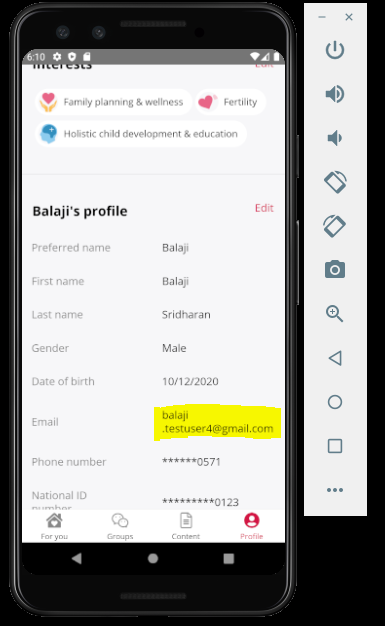 6:10
Interests Edit
Family planning & wellness Fertility
Holistic child development & education
Balaji's profile Edit
Preferred name Balaji
First name Balaji
Last name Sridharan
Gender Male
Date of birth 10/12/2020
Email balaji
.testuser4@gmail.com
Phone number ******0571
National ID *********0123
number
For you Groups Content Profile